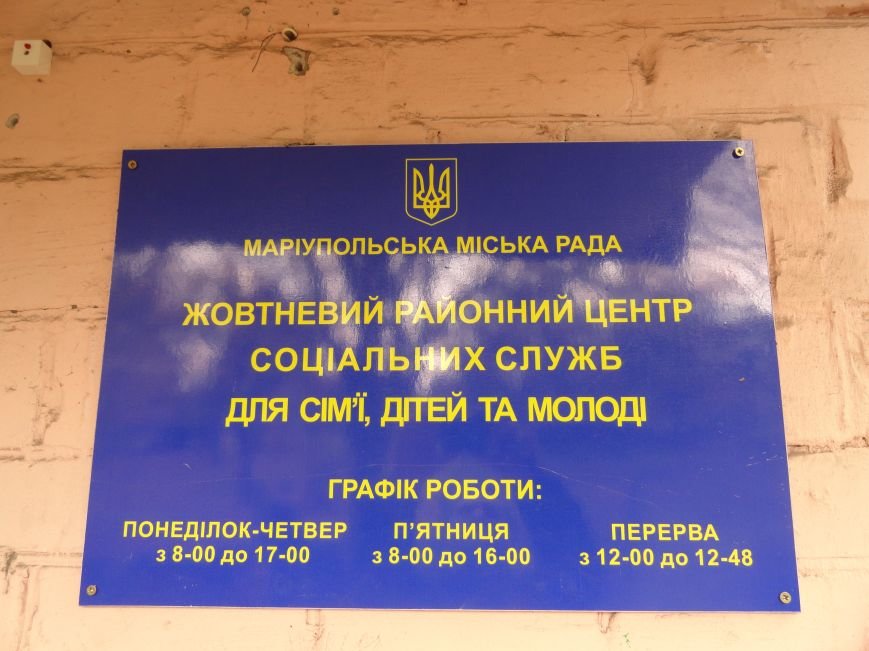 МАРІУПОЛЬСЬКА МІСЬКА РАДА
ЖОВТНЕВИЙ РАЙОННИЙ ЦЕНТР
СОЦІАЛЬНИХ СЛУЖБ
ДЛЯ СІМ'Ї, ДІТЕЙ ТА МОЛОДІ
ГРАФІК РОБОТИ:
ПОНЕДІЛОК-ЧЕТВЕР П'ЯТНИЦЯ ПЕРЕРВА
з 8-00 до 17-00 з 8-00 до 16-00 з 12-00 до 12-48